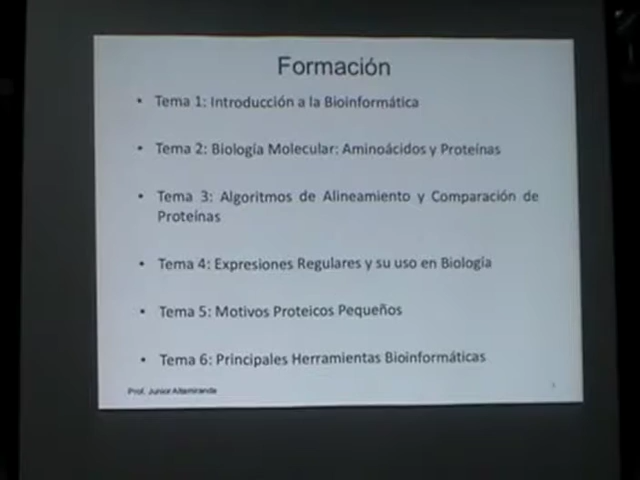 Formación
• Tema 1: Introducción a la Bioinformática
• Tema 2: Biología Molecular: Aminoácidos y Proteínas
• Tema 3: Algoritmos de Alineamiento y Comparación de
Proteínas
• Tema 4: Expresiones Regulares y su uso en Biología
• Tema 5: Motivos Proteicos Pequeños
• Tema 6: Principales Herramientas Bioinformáticas
Prof. Junior Altamiranda